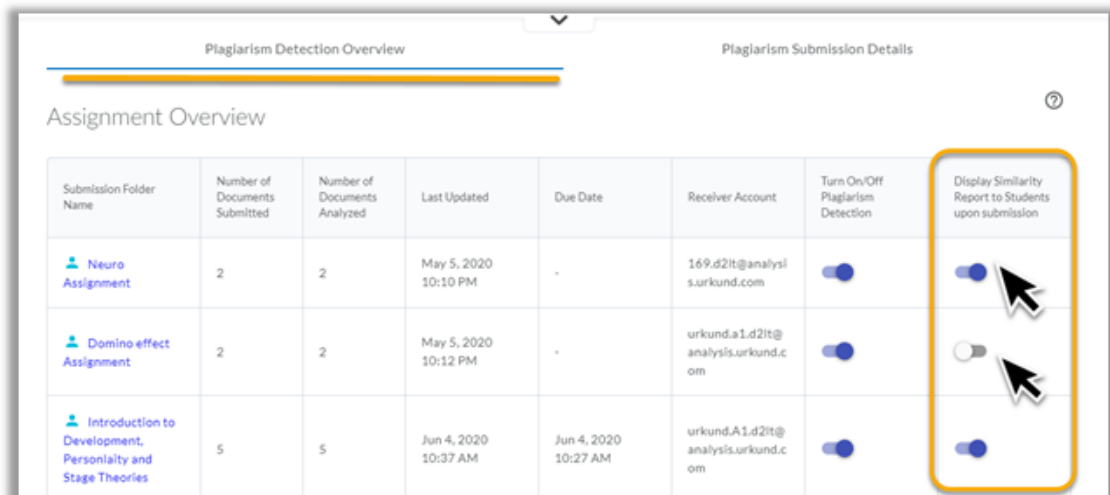 Plagiarism Detection Overview
Plagiarism Submission Details
Assignment Overview
Submission Folder
Name
Number of
Documents
Submitted
Number of
Documents
Analyzed
Last Updated
Due Date
Receiver Account
Turn On/Off
Plagiarism
Detection
Display Similarity
Report to Students
upon submission
Neuro
Assignment
2
2
May 5, 2020
10:10 PM
-
169.d2lt@analysi
s.urkund.com
Domino effect
Assignment
2
2
May 5, 2020
10:12 PM
-
urkund.a1.d2lt@
analysis.urkund.c
om
Introduction to
Development,
Personlaity and
Stage Theories
5
5
Jun 4, 2020
10:37 AM
Jun 4, 2020
10:27 AM
urkund.A1.d2lt@
analysis.urkund.c
om